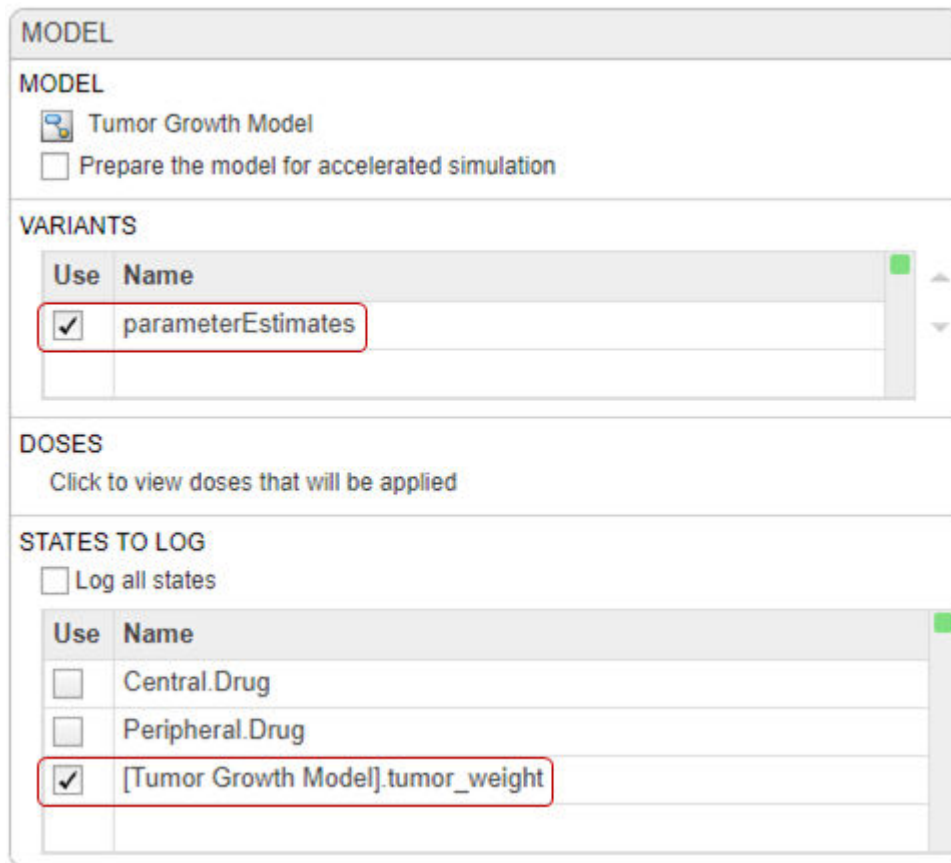 MODEL
MODEL
Tumor Growth Model
Prepare the model for accelerated simulation
VARIANTS
Use Name
parameterEstimates
DOSES
Click to view doses that will be applied
STATES TO LOG
Log all states
Use Name
Central.Drug
Peripheral.Drug
[Tumor Growth Model].tumor_weight